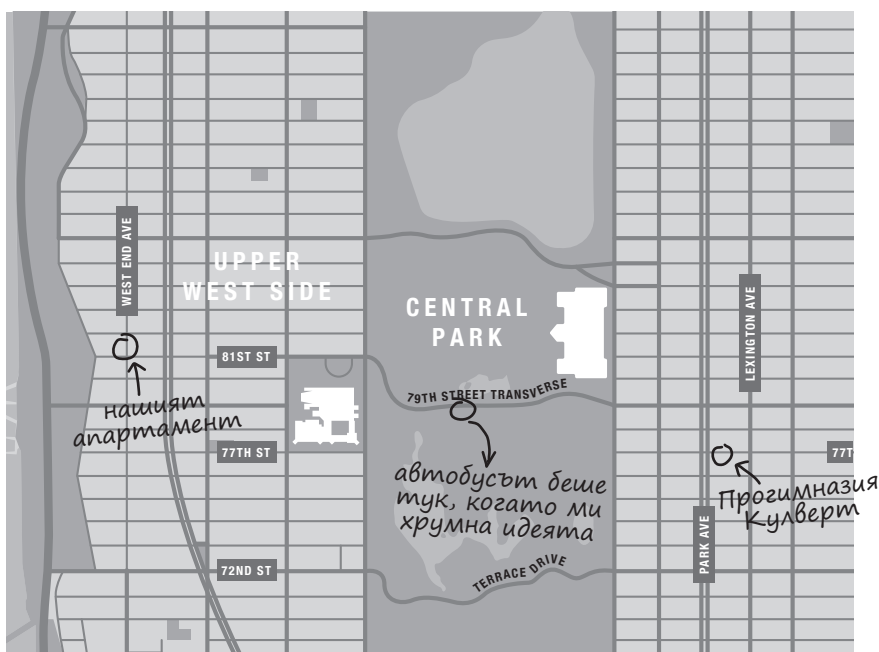 UPPER
WEST SIDE
WEST END AVE
CENTRAL
PARK
LEXINGTON AVE
81ST ST
79TH STREET TRANSVERSE
нашият
апартамент
77TH ST
77T
автобусът беше
тук, когато ми
хрумна идеята
Прогимназия
Кулверт
PARK AVE
72ND ST
TERRACE DRIVE